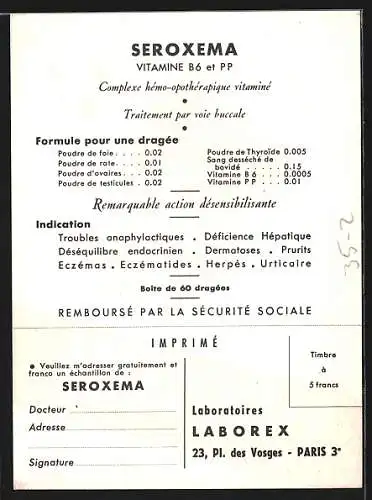 SEROXEMA
VITAMINE B6 et PP
Complexe hémo-opothérapique vitaminé
•
Traitement par voie buccale
•
Formule pour une dragée
Poudre de foie . . . . 0.02
Poudre de rate . . . . 0.01
Poudre d'ovaires . . . 0.02
Poudre de testicules . 0.02
Poudre de Thyroïde 0.005
Sang desséché de
bovidé . . . . . 0.15
Vitamine B 6 . . . 0.0005
Vitamine P P . . . 0.01
Remarquable action désensibilisante
Indication
Troubles anaphylactiques . Déficience Hépatique
Déséquilibre endocrinien . Dermatoses . Prurits
Eczémas . Eczématides . Herpés . Urticaire
Boite de 60 dragées
REMBOURSÉ PAR LA SÉCURITÉ SOCIALE
35-2
IMPRIMÉ
• Veuillez m'adresser gratuitement et
franco un échantillon de :
SEROXEMA
Docteur
Adresse
Signature
Timbre
à
5 francs
Laboratoires
LABOREX
23, Pl. des Vosges - PARIS 3e